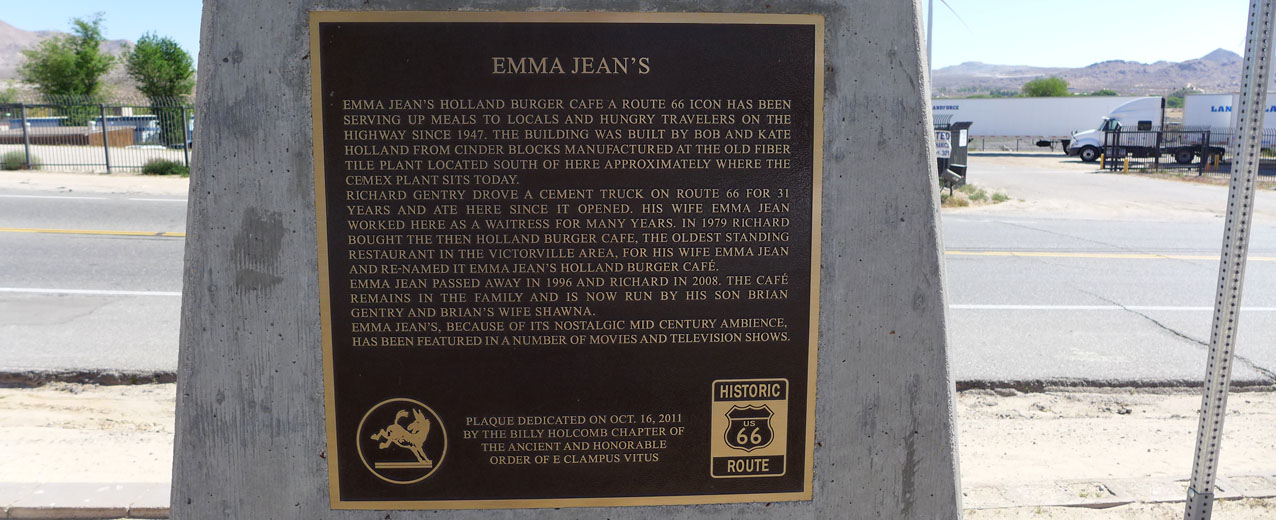 EMMA JEAN'S
EMMA JEAN'S HOLLAND BURGER CAFE A ROUTE 66 ICON HAS BEEN
SERVING UP MEALS TO LOCALS AND HUNGRY TRAVELERS ON THE
HIGHWAY SINCE 1947. THE BUILDING WAS BUILT BY BOB AND KATE
HOLLAND FROM CINDER BLOCKS MANUFACTURED AT THE OLD FIBER
TILE PLANT LOCATED SOUTH OF HERE APPROXIMATELY WHERE THE
CEMEX PLANT SITS TODAY.
RICHARD GENTRY DROVE A CEMENT TRUCK ON ROUTE 66 FOR 31
YEARS AND ATE HERE SINCE IT OPENED. HIS WIFE EMMA JEAN
WORKED HERE AS A WAITRESS FOR MANY YEARS. IN 1979 RICHARD
BOUGHT THE THEN HOLLAND BURGER CAFE, THE OLDEST STANDING
RESTAURANT IN THE VICTORVILLE AREA, FOR HIS WIFE EMMA JEAN
AND RE-NAMED IT EMMA JEAN'S HOLLAND BURGER CAFÉ.
EMMA JEAN PASSED AWAY IN 1996 AND RICHARD IN 2008. THE CAFÉ
REMAINS IN THE FAMILY AND IS NOW RUN BY HIS SON BRIAN
GENTRY AND BRIAN'S WIFE SHAWNA.
EMMA JEAN'S, BECAUSE OF ITS NOSTALGIC MID CENTURY AMBIENCE,
HAS BEEN FEATURED IN A NUMBER OF MOVIES AND TELEVISION SHOWS.
PLAQUE DEDICATED ON OCT. 16, 2011
BY THE BILLY HOLCOMB CHAPTER OF
THE ANCIENT AND HONORABLE
ORDER OF E CLAMPUS VITUS
HISTORIC
US
66
ROUTE